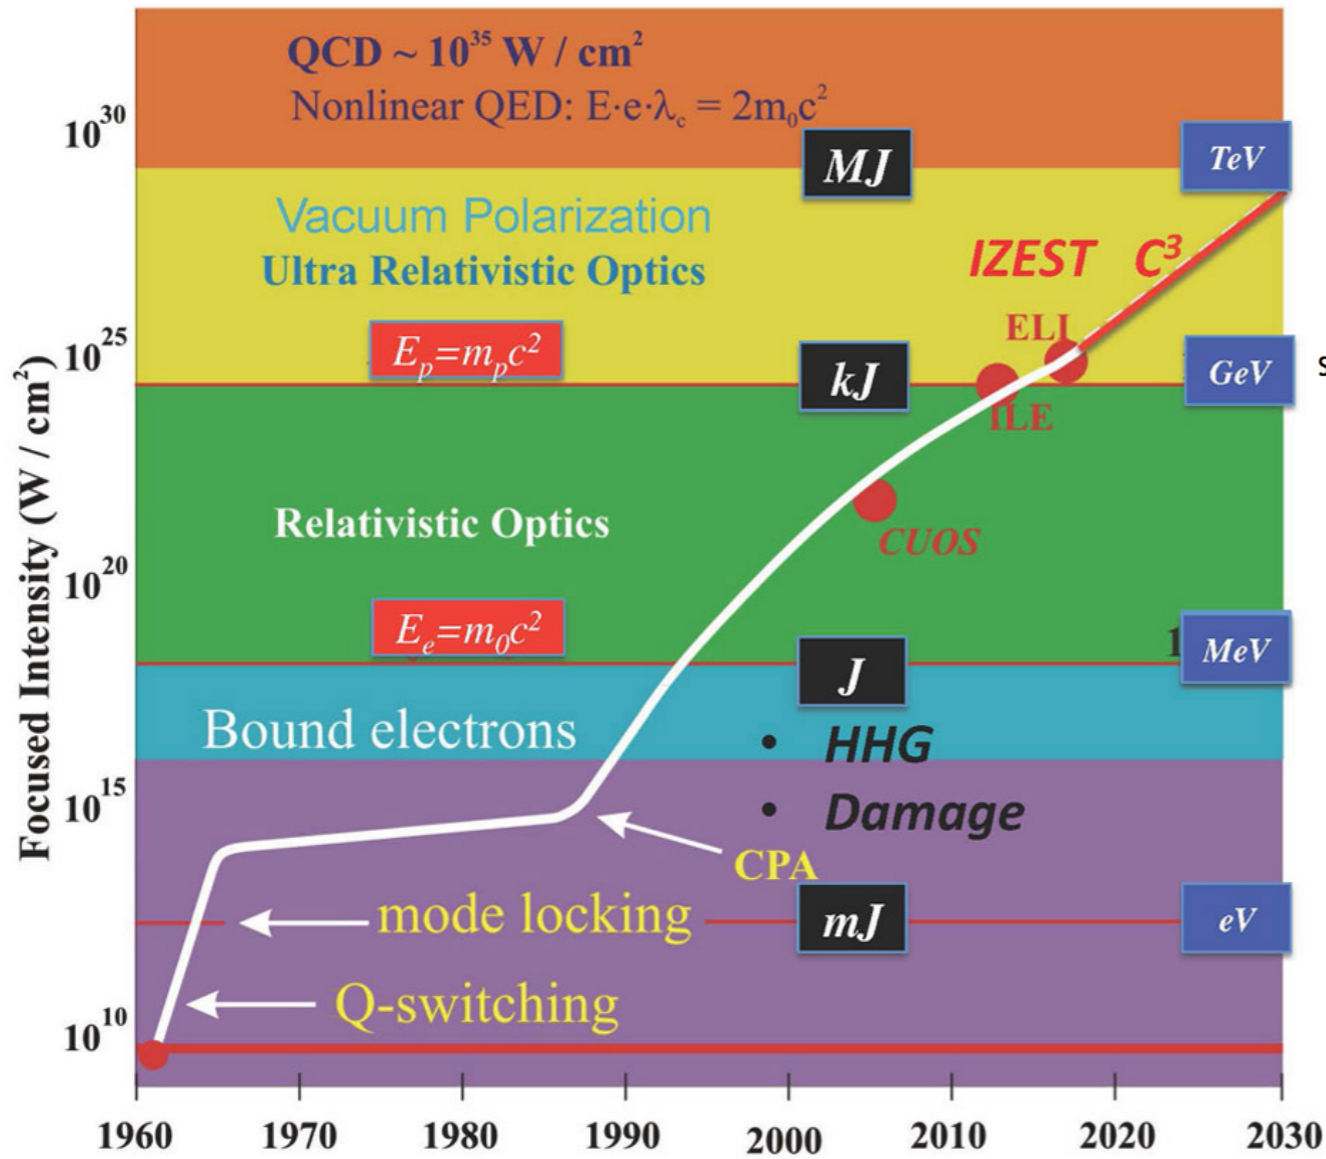 QCD ~ 10³⁵ W / cm²
Nonlinear QED: E·e·λc = 2m₀c²
10³⁰
MJ
TeV
Vacuum Polarization
Ultra Relativistic Optics
IZEST C³
ELI
10²⁵
Eₚ=mₚc²
kJ
GeV
s
ILE
Focused Intensity (W / cm²)
Relativistic Optics
CUOS
10²⁰
Eₑ=m₀c²
1
MeV
J
Bound electrons
• HHG
10¹⁵
• Damage
CPA
mode locking
mJ
eV
Q-switching
10¹⁰
1960 1970 1980 1990 2000 2010 2020 2030